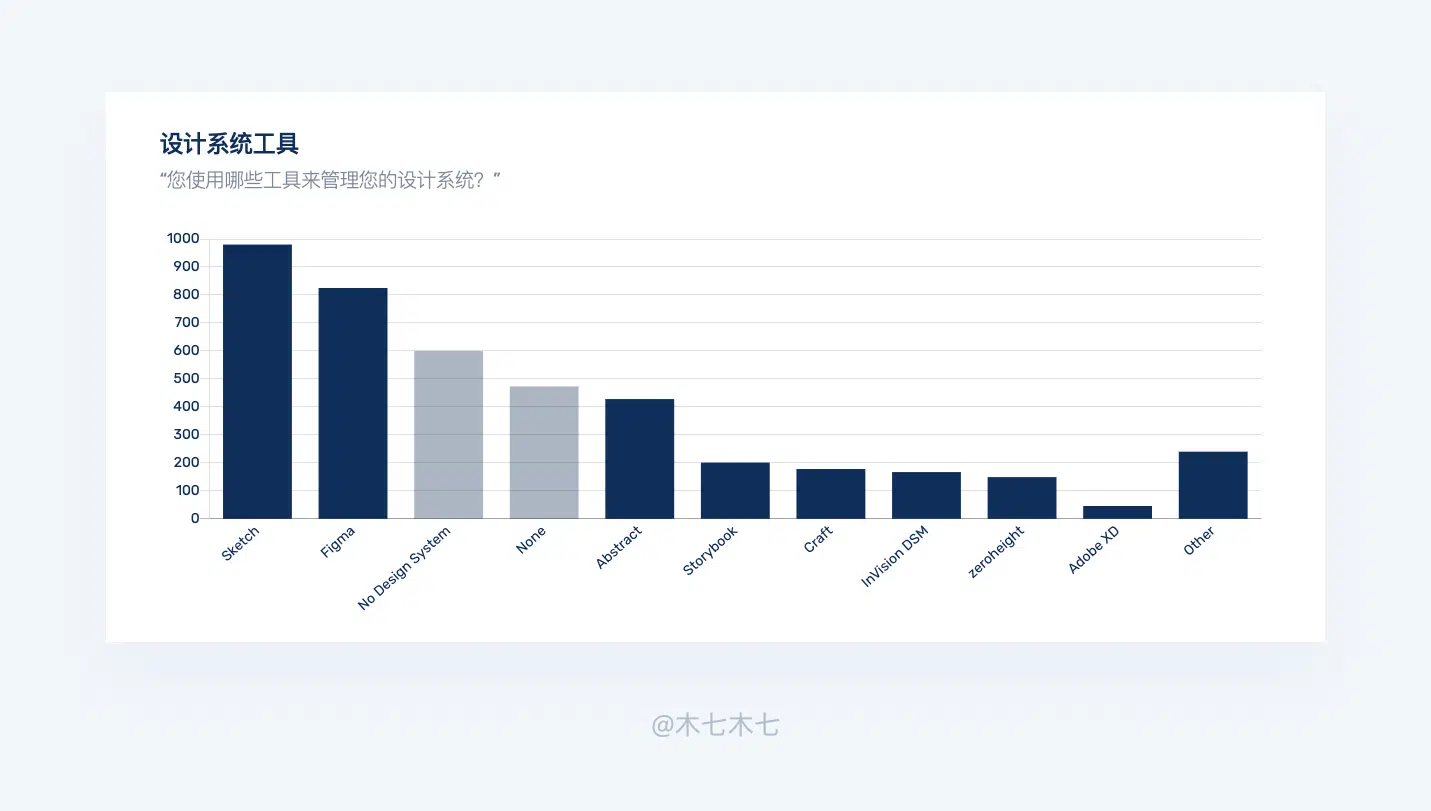 设计系统工具
“您使用哪些工具来管理您的设计系统？”
1000
900
800
700
600
500
400
300
200
100
0
Sketch
Figma
No Design System
None
Abstract
Storybook
Craft
InVision DSM
zeroheight
Adobe XD
Other
@木七木七